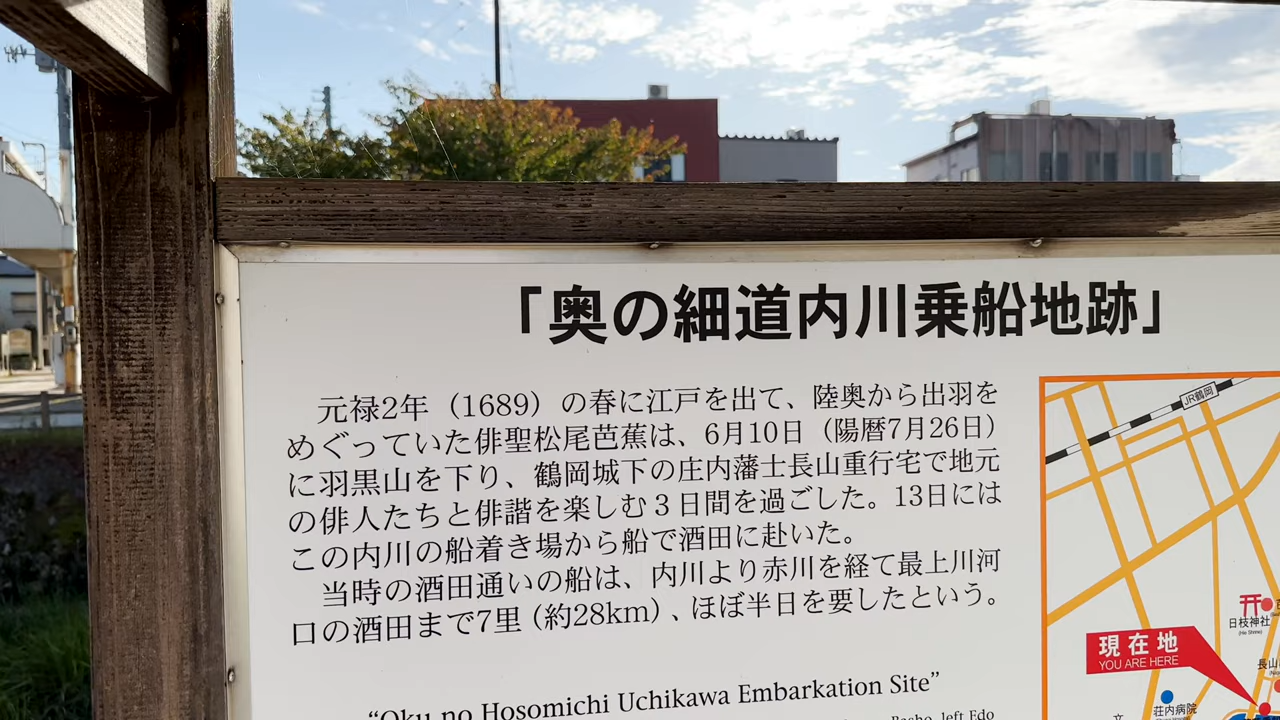 「奥の細道内川乗船地跡」
元禄2年（1689）の春に江戸を出て、陸奥から出羽を
めぐっていた俳聖松尾芭蕉は、6月10日（陽暦7月26日）
に羽黒山を下り、鶴岡城下の庄内藩士長山重行宅で地元
の俳人たちと俳諧を楽しむ３日間を過ごした。13日には
この内川の船着き場から船で酒田に赴いた。
当時の酒田通いの船は、内川より赤川を経て最上川河
口の酒田まで7里（約28km）、ほぼ半日を要したという。
“Oku no Hosomichi Uchikawa Embarkation Site”
Basho, left Edo
JR鶴岡
日枝神社
(Hie Shrine)
現在地
YOU ARE HERE
長山
荘内病院